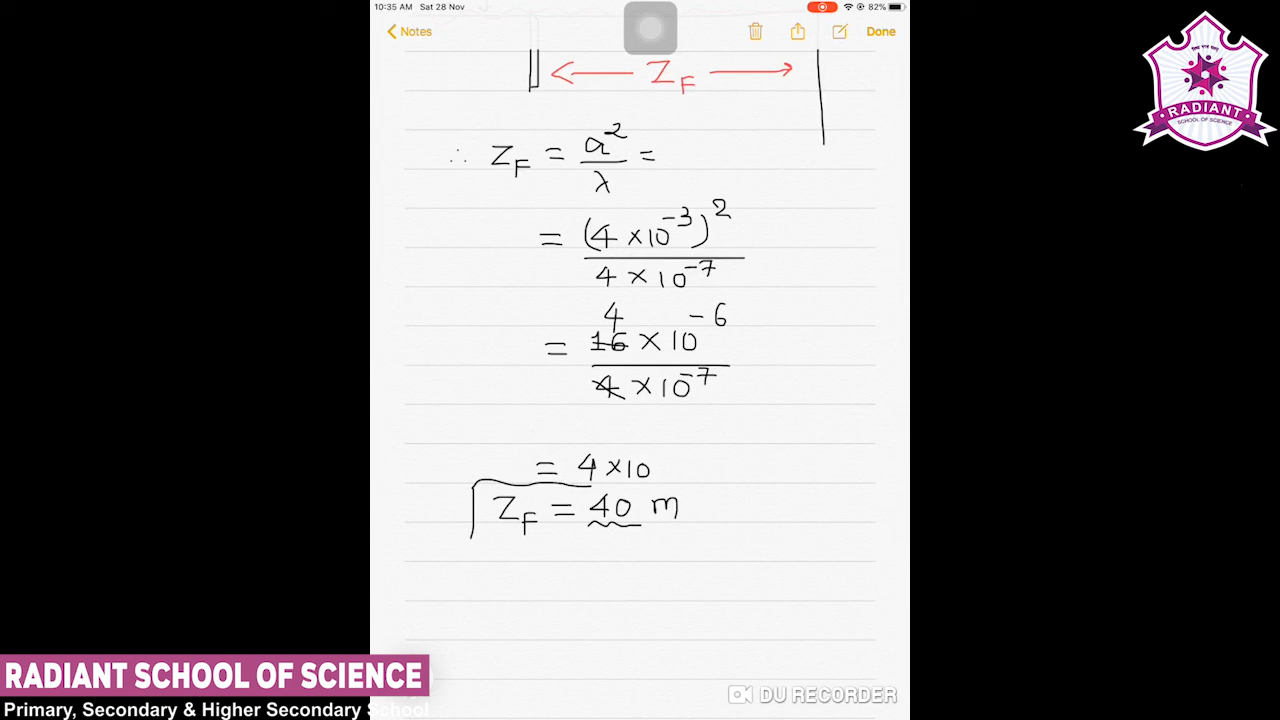 10:35 AM Sat 28 Nov
82%
Notes
Done
Z_F
∴ Z_F = a² / λ =
= (4 × 10⁻³)² / 4 × 10⁻⁷
4
= 16 × 10⁻⁶ / 4 × 10⁻⁷
= 4 × 10
Z_F = 40 m
RADIANT
SCHOOL OF SCIENCE
RADIANT SCHOOL OF SCIENCE
Primary, Secondary & Higher Secondary School
DU RECORDER